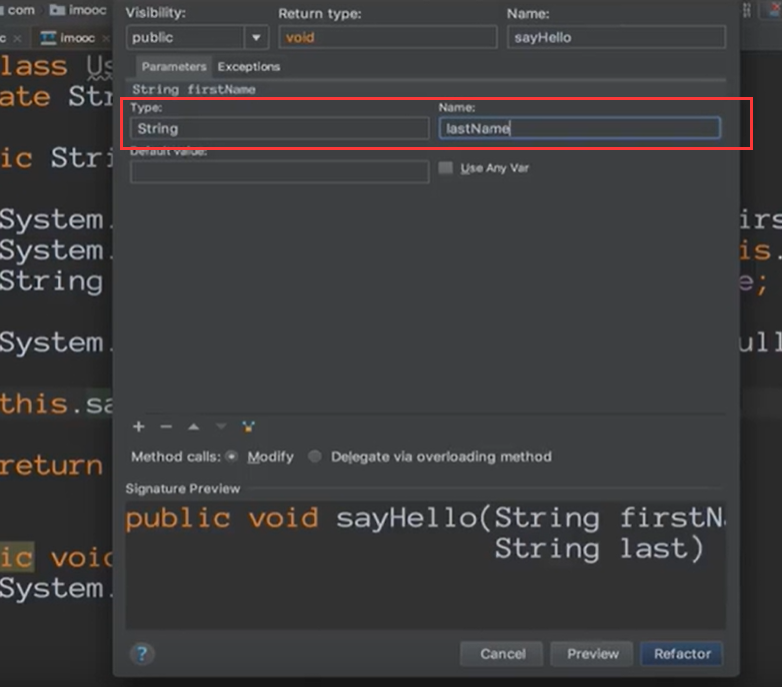 com imooc
Visibility: Return type: Name:
public void sayHello
c × imooc ×
Parameters Exceptions
lass Us
String firstName
ate Str
Type: Name:
String lastName
Default value:
ic Stri
Use Any Var
System. irs
System. is.
String e;
System. ull
this.sa
Method calls: Modify Delegate via overloading method
return
Signature Preview
public void sayHello(String firstNa
String last)
ic void
System.
? Cancel Preview Refactor